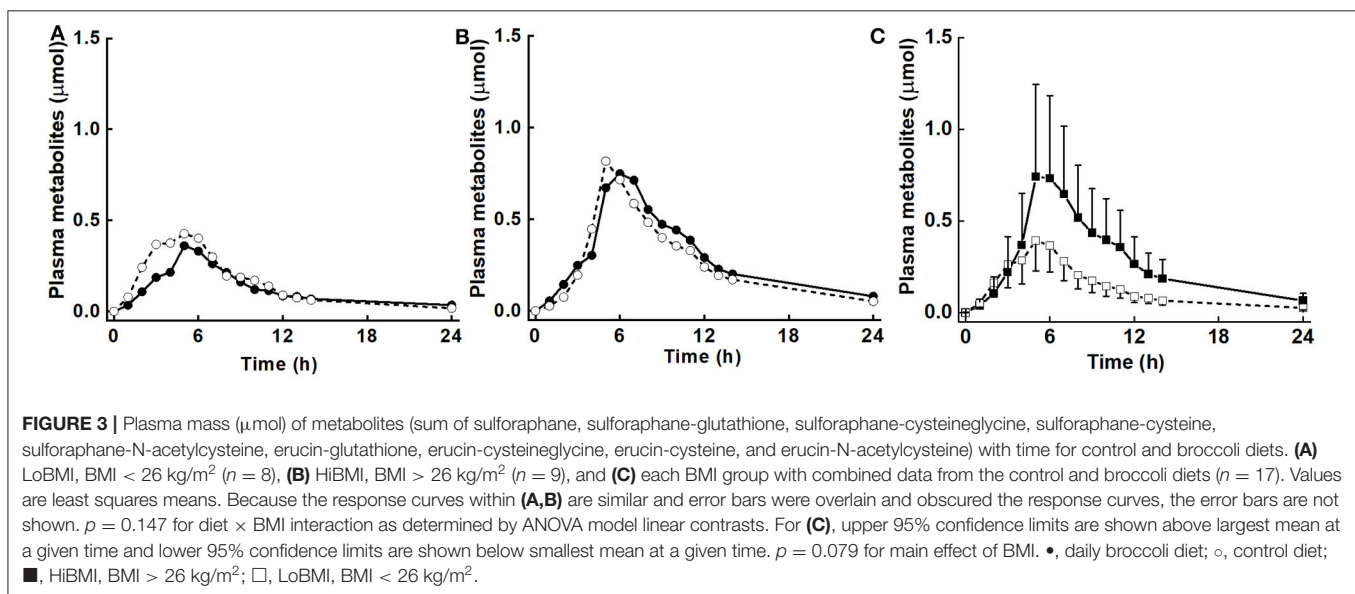 A
B
C
1.5
1.0
0.5
0.0
Plasma metabolites (μmol)
0 6 12 18 24
Time (h)
1.5
1.0
0.5
0.0
Plasma metabolites (μmol)
0 6 12 18 24
Time (h)
1.5
1.0
0.5
0.0
Plasma metabolites (μmol)
0 6 12 18 24
Time (h)
FIGURE 3 | Plasma mass (μmol) of metabolites (sum of sulforaphane, sulforaphane-glutathione, sulforaphane-cysteineglycine, sulforaphane-cysteine,
sulforaphane-N-acetylcysteine, erucin-glutathione, erucin-cysteineglycine, erucin-cysteine, and erucin-N-acetylcysteine) with time for control and broccoli diets. (A)
LoBMI, BMI < 26 kg/m² (n = 8), (B) HiBMI, BMI > 26 kg/m² (n = 9), and (C) each BMI group with combined data from the control and broccoli diets (n = 17). Values
are least squares means. Because the response curves within (A,B) are similar and error bars were overlain and obscured the response curves, the error bars are not
shown. p = 0.147 for diet × BMI interaction as determined by ANOVA model linear contrasts. For (C), upper 95% confidence limits are shown above largest mean at
a given time and lower 95% confidence limits are shown below smallest mean at a given time. p = 0.079 for main effect of BMI. •, daily broccoli diet; ○, control diet;
■, HiBMI, BMI > 26 kg/m²; □, LoBMI, BMI < 26 kg/m².